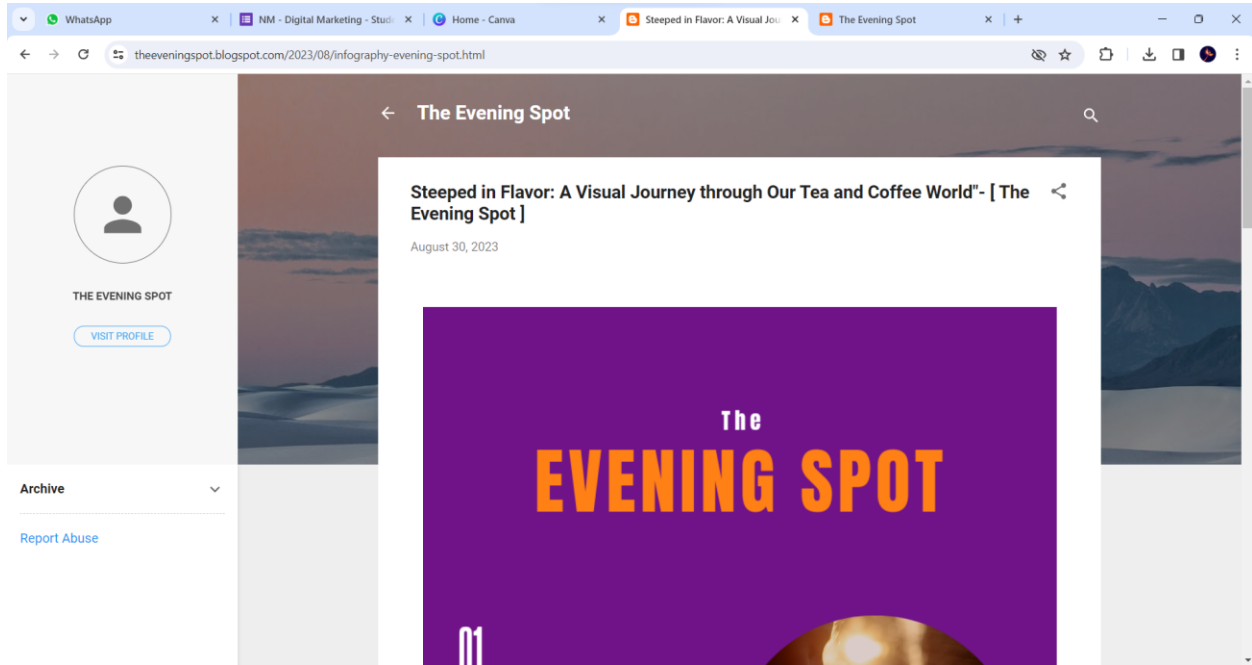 WhatsApp
NM - Digital Marketing - Stud
Home - Canva
Steeped in Flavor: A Visual Jou
The Evening Spot
theeveningspot.blogspot.com/2023/08/infography-evening-spot.html
The Evening Spot
Steeped in Flavor: A Visual Journey through Our Tea and Coffee World"- [ The
Evening Spot ]
August 30, 2023
THE EVENING SPOT
VISIT PROFILE
Archive
Report Abuse
The
EVENING SPOT
01